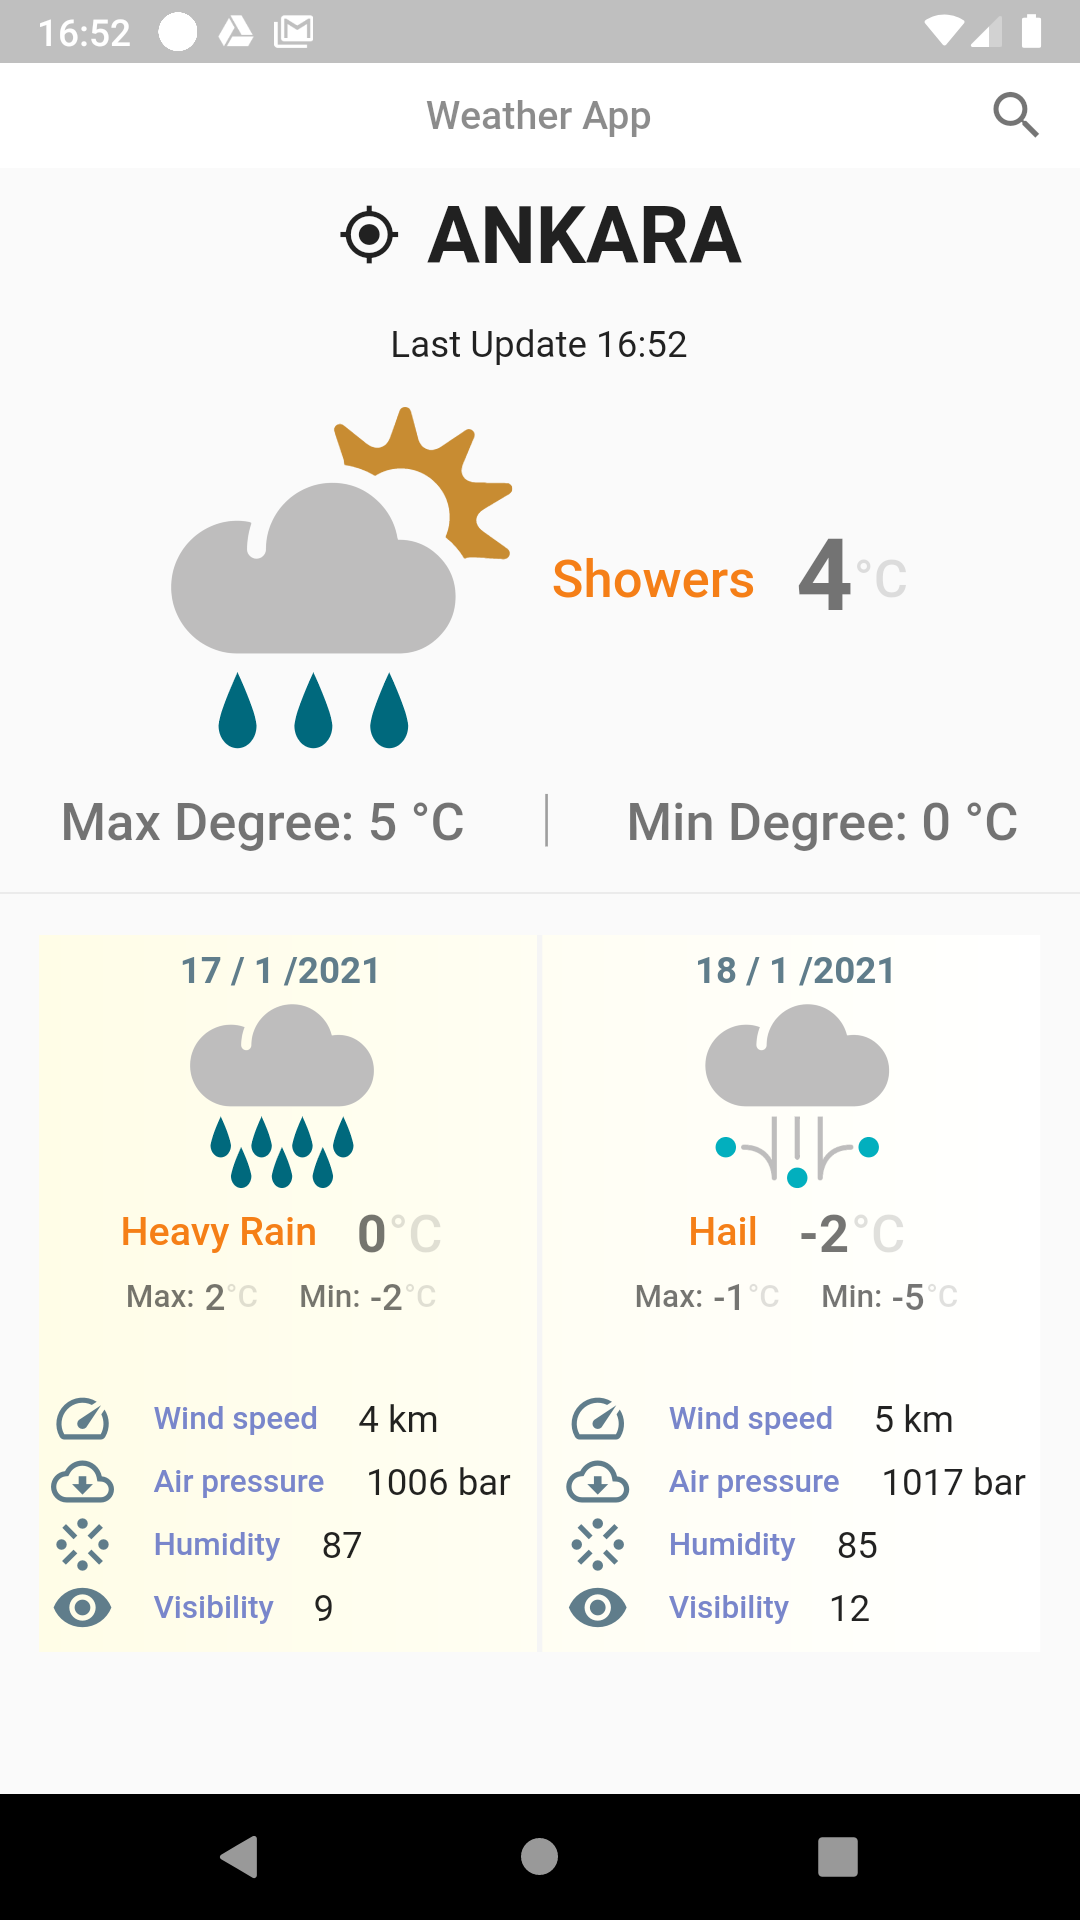 16:52
Weather App
ANKARA
Last Update 16:52
Showers 4 °C
Max Degree: 5 °C
Min Degree: 0 °C
17 / 1 /2021
Heavy Rain 0°C
Max: 2°C Min: -2°C
Wind speed 4 km
Air pressure 1006 bar
Humidity 87
Visibility 9
18 / 1 /2021
Hail -2°C
Max: -1°C Min: -5°C
Wind speed 5 km
Air pressure 1017 bar
Humidity 85
Visibility 12